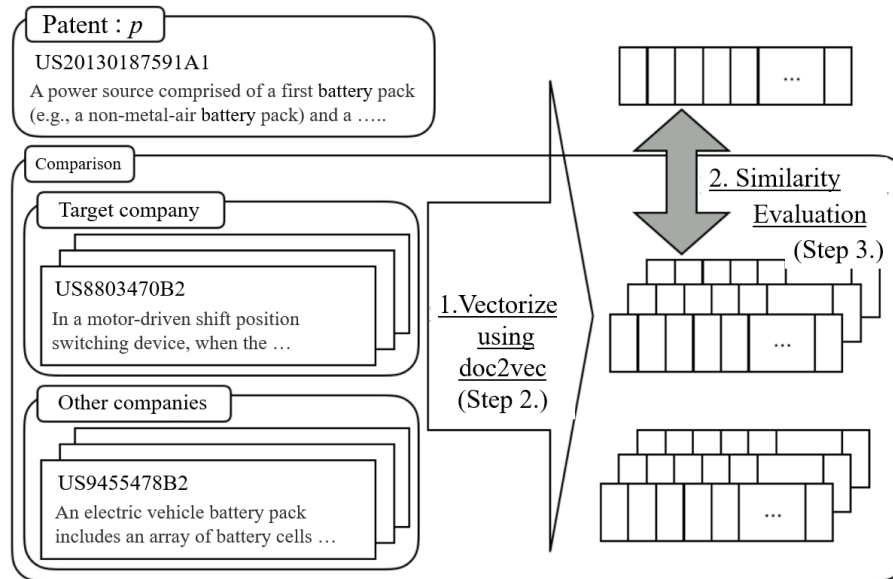 Patent : p
US20130187591A1
A power source comprised of a first battery pack
(e.g., a non-metal-air battery pack) and a …..
Comparison
Target company
US8803470B2
In a motor-driven shift position
switching device, when the …
Other companies
US9455478B2
An electric vehicle battery pack
includes an array of battery cells …
1.Vectorize
using
doc2vec
(Step 2.)
...
2. Similarity
Evaluation
(Step 3.)
...
...